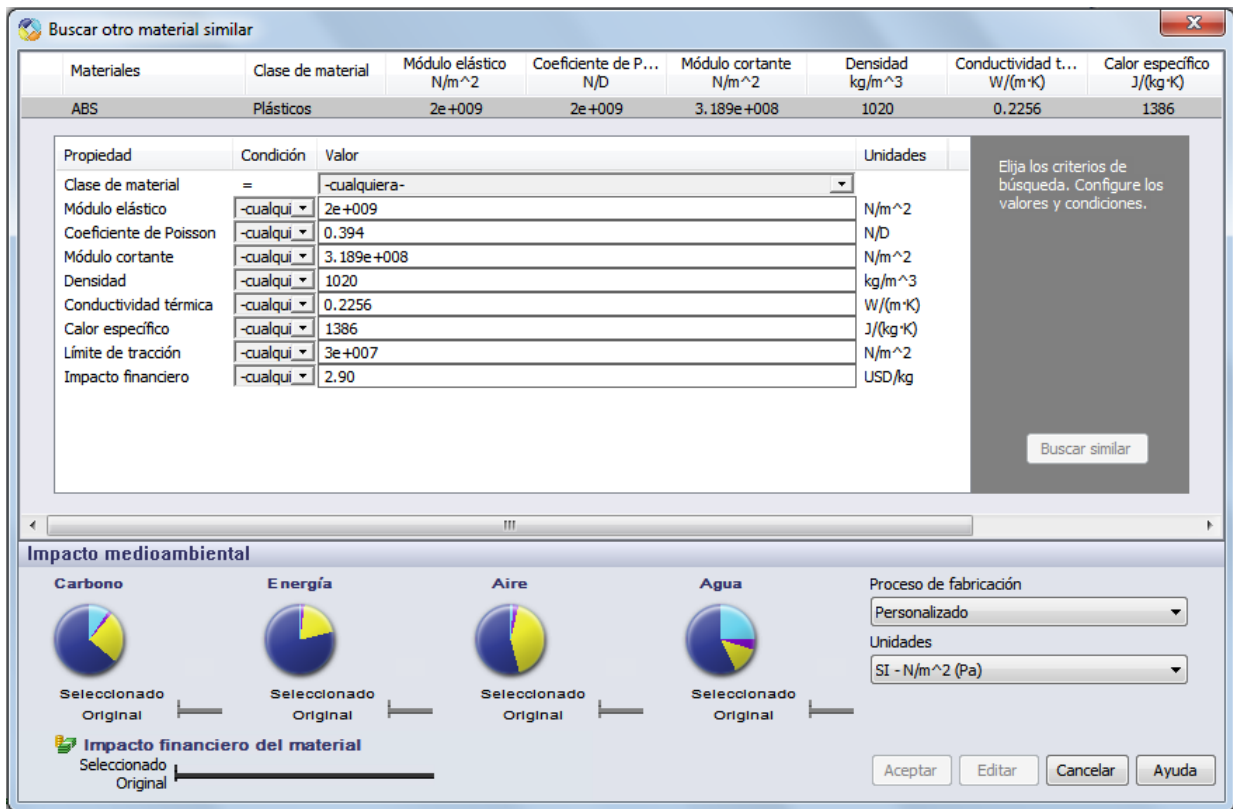 Buscar otro material similar
Materiales Clase de material Módulo elástico N/m^2 Coeficiente de P... N/D Módulo cortante N/m^2 Densidad kg/m^3 Conductividad t... W/(m·K) Calor específico J/(kg·K)
ABS Plásticos 2e+009 2e+009 3.189e+008 1020 0.2256 1386
Propiedad Condición Valor Unidades
Clase de material = -cualquiera-
Módulo elástico -cualqui 2e+009 N/m^2
Coeficiente de Poisson -cualqui 0.394 N/D
Módulo cortante -cualqui 3.189e+008 N/m^2
Densidad -cualqui 1020 kg/m^3
Conductividad térmica -cualqui 0.2256 W/(m·K)
Calor específico -cualqui 1386 J/(kg·K)
Límite de tracción -cualqui 3e+007 N/m^2
Impacto financiero -cualqui 2.90 USD/kg
Elija los criterios de
búsqueda. Configure los
valores y condiciones.
Buscar similar
Impacto medioambiental
Carbono Energía Aire Agua
Seleccionado Seleccionado Seleccionado Seleccionado
Original Original Original Original
Proceso de fabricación
Personalizado
Unidades
SI - N/m^2 (Pa)
Impacto financiero del material
Seleccionado
Original
Aceptar Editar Cancelar Ayuda